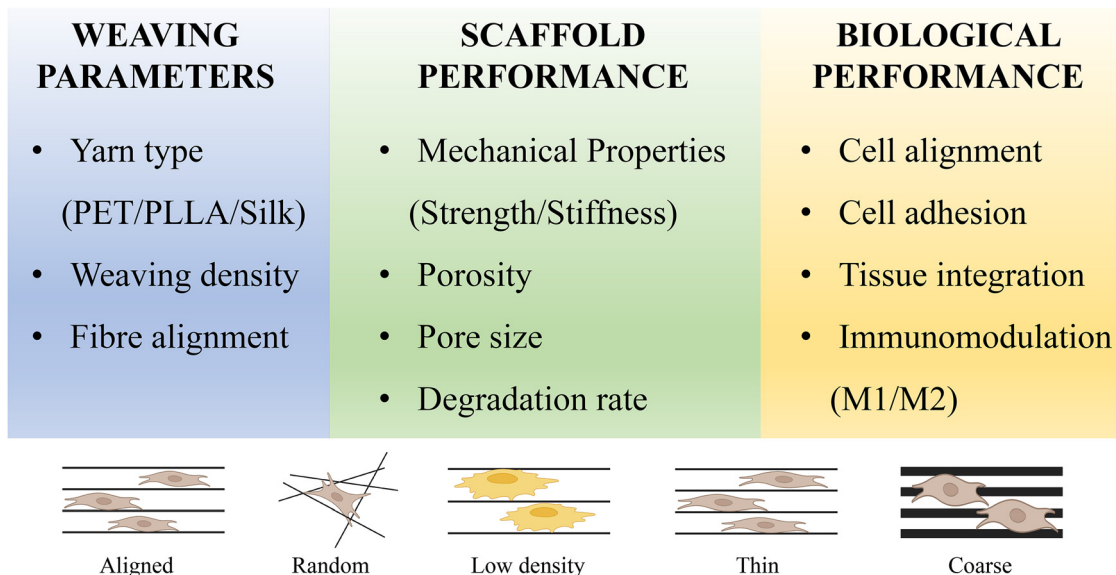 WEAVING
PARAMETERS
• Yarn type
(PET/PLLA/Silk)
• Weaving density
• Fibre alignment
SCAFFOLD
PERFORMANCE
• Mechanical Properties
(Strength/Stiffness)
• Porosity
• Pore size
• Degradation rate
BIOLOGICAL
PERFORMANCE
• Cell alignment
• Cell adhesion
• Tissue integration
• Immunomodulation
(M1/M2)
Aligned
Random
Low density
Thin
Coarse